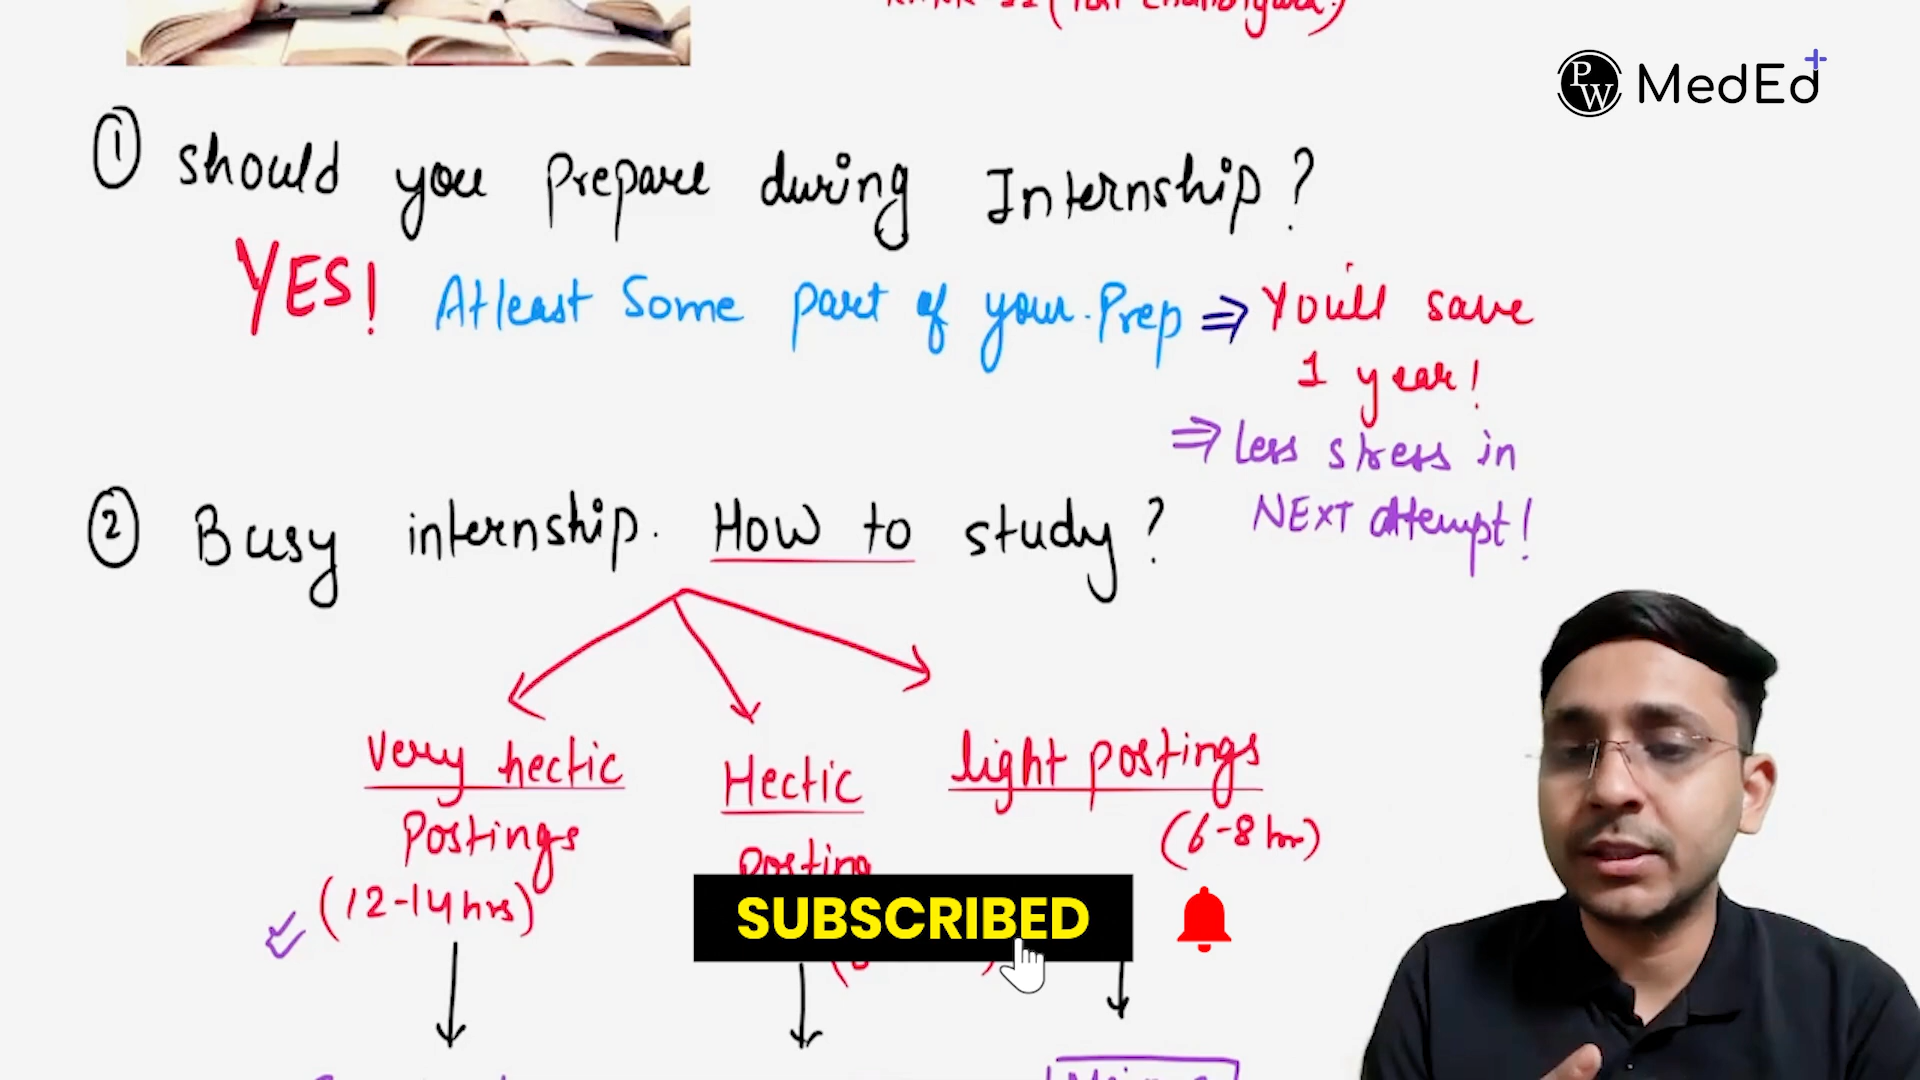 PW MedEd+
① should you Prepare during Internship?
YES! Atleast Some part of your Prep ⇒ You'll save
1 year!
⇒ less stress in
NEXT attempt!
② Busy internship. How to study?
Very hectic
Postings
(12-14 hrs)
Hectic
posting
light postings
(6-8 hr)
SUBSCRIBED